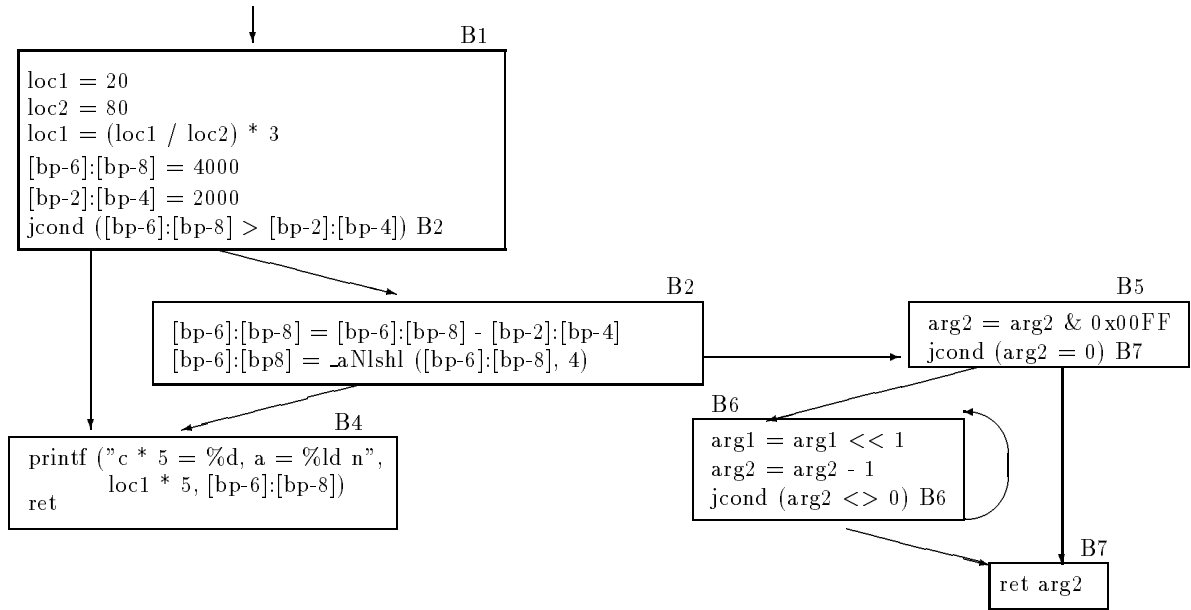 B1
loc1 = 20
loc2 = 80
loc1 = (loc1 / loc2) * 3
[bp-6]:[bp-8] = 4000
[bp-2]:[bp-4] = 2000
jcond ([bp-6]:[bp-8] > [bp-2]:[bp-4]) B2
B2
[bp-6]:[bp-8] = [bp-6]:[bp-8] - [bp-2]:[bp-4]
[bp-6]:[bp8] = _aNlshl ([bp-6]:[bp-8], 4)
B5
arg2 = arg2 & 0x00FF
jcond (arg2 = 0) B7
B4
printf ("c * 5 = %d, a = %ld n",
loc1 * 5, [bp-6]:[bp-8])
ret
B6
arg1 = arg1 << 1
arg2 = arg2 - 1
jcond (arg2 <> 0) B6
B7
ret arg2